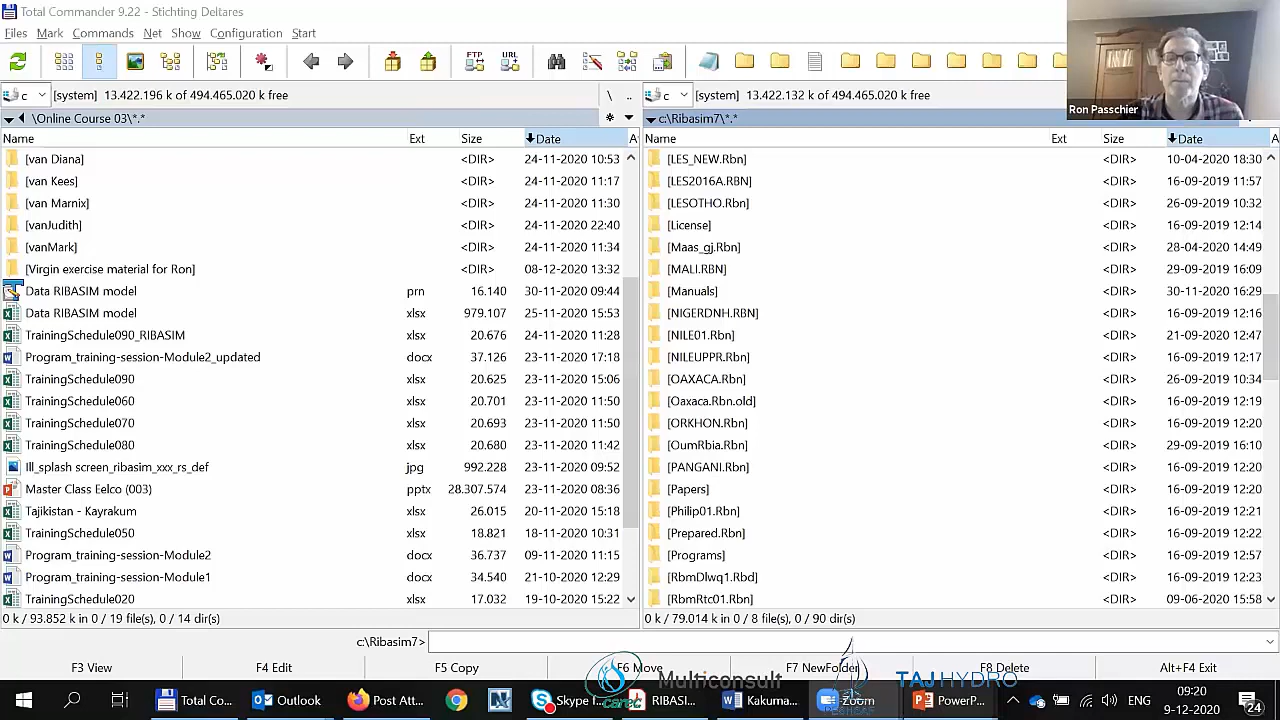 Total Commander 9.22 - Stichting Deltares
Files Mark Commands Net Show Configuration Start
FTP URL
Ron Passchier
c [system] 13.422.196 k of 494.465.020 k free \ ..
c [system] 13.422.132 k of 494.465.020 k free
\Online Course 03\*.* *
c:\Ribasim7\*.*
Name Ext Size Date A
[van Diana] <DIR> 24-11-2020 10:53
[van Kees] <DIR> 24-11-2020 11:17
[van Marnix] <DIR> 24-11-2020 11:30
[vanJudith] <DIR> 24-11-2020 22:40
[vanMark] <DIR> 24-11-2020 11:34
[Virgin exercise material for Ron] <DIR> 08-12-2020 13:32
Data RIBASIM model prn 16.140 30-11-2020 09:44
Data RIBASIM model xlsx 979.107 25-11-2020 15:53
TrainingSchedule090_RIBASIM xlsx 20.676 24-11-2020 11:28
Program_training-session-Module2_updated docx 37.126 23-11-2020 17:18
TrainingSchedule090 xlsx 20.625 23-11-2020 15:06
TrainingSchedule060 xlsx 20.701 23-11-2020 11:50
TrainingSchedule070 xlsx 20.693 23-11-2020 11:50
TrainingSchedule080 xlsx 20.680 23-11-2020 11:42
Ill_splash screen_ribasim_xxx_rs_def jpg 992.228 23-11-2020 09:52
Master Class Eelco (003) pptx 28.307.574 23-11-2020 08:36
Tajikistan - Kayrakum xlsx 26.015 20-11-2020 15:18
TrainingSchedule050 xlsx 18.821 18-11-2020 10:31
Program_training-session-Module2 docx 36.737 09-11-2020 11:15
Program_training-session-Module1 docx 34.540 21-10-2020 12:29
TrainingSchedule020 xlsx 17.032 19-10-2020 15:22
0 k / 93.852 k in 0 / 19 file(s), 0 / 14 dir(s)
Name Ext Size Date A
[LES_NEW.Rbn] <DIR> 10-04-2020 18:30
[LES2016A.RBN] <DIR> 16-09-2019 11:57
[LESOTHO.Rbn] <DIR> 26-09-2019 10:32
[License] <DIR> 16-09-2019 12:14
[Maas_gj.Rbn] <DIR> 28-04-2020 14:49
[MALI.RBN] <DIR> 29-09-2019 16:09
[Manuals] <DIR> 30-11-2020 16:29
[NIGERDNH.RBN] <DIR> 16-09-2019 12:16
[NILE01.Rbn] <DIR> 21-09-2020 12:47
[NILEUPPR.Rbn] <DIR> 16-09-2019 12:17
[OAXACA.Rbn] <DIR> 26-09-2019 10:34
[Oaxaca.Rbn.old] <DIR> 16-09-2019 12:19
[ORKHON.Rbn] <DIR> 16-09-2019 12:20
[OumRbia.Rbn] <DIR> 29-09-2019 16:10
[PANGANI.Rbn] <DIR> 16-09-2019 12:20
[Papers] <DIR> 16-09-2019 12:20
[Philip01.Rbn] <DIR> 16-09-2019 12:21
[Prepared.Rbn] <DIR> 16-09-2019 12:22
[Programs] <DIR> 16-09-2019 12:57
[RbmDlwq1.Rbd] <DIR> 16-09-2019 12:23
[RbmRtc01.Rbn] <DIR> 09-06-2020 15:58
0 k / 79.014 k in 0 / 8 file(s), 0 / 90 dir(s)
c:\Ribasim7>
F3 View F4 Edit F5 Copy F6 Move F7 NewFolder F8 Delete Alt+F4 Exit
carec Multiconsult TAJHYDRO
Total Co... Outlook Post Att... Skype f... RIBASI... Kakuma... Zoom PowerP... ENG 09:20
9-12-2020 24